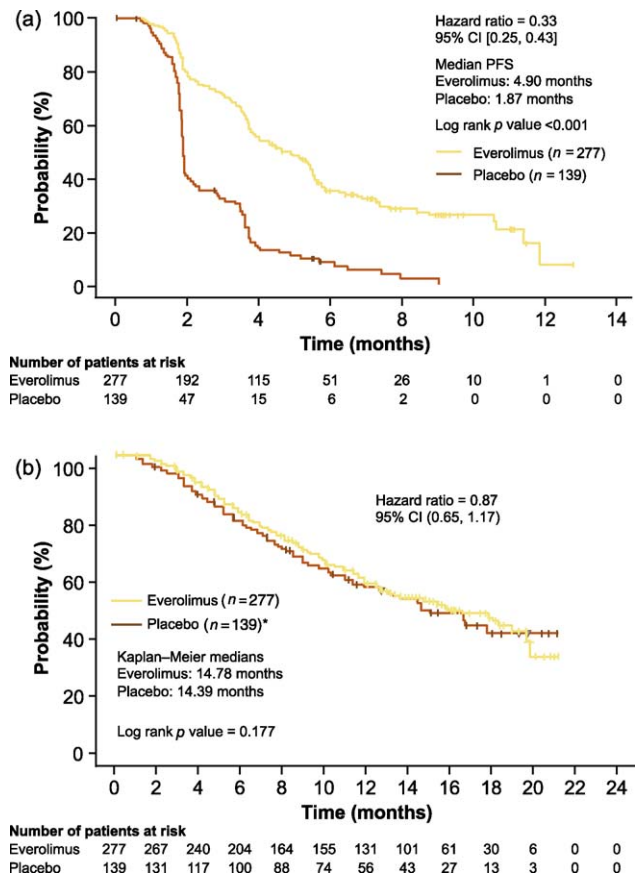 (a)
Hazard ratio = 0.33
95% CI [0.25, 0.43]
Median PFS
Everolimus: 4.90 months
Placebo: 1.87 months
Log rank p value <0.001
Everolimus (n = 277)
Placebo (n = 139)
Probability (%)
100
80
60
40
20
0
0 2 4 6 8 10 12 14
Time (months)
Number of patients at risk
Everolimus 277 192 115 51 26 10 1 0
Placebo 139 47 15 6 2 0 0 0
(b)
Hazard ratio = 0.87
95% CI (0.65, 1.17)
Everolimus (n = 277)
Placebo (n = 139)*
Kaplan–Meier medians
Everolimus: 14.78 months
Placebo: 14.39 months
Log rank p value = 0.177
Probability (%)
100
80
60
40
20
0
0 2 4 6 8 10 12 14 16 18 20 22 24
Time (months)
Number of patients at risk
Everolimus 277 267 240 204 164 155 131 101 61 30 6 0 0
Placebo 139 131 117 100 88 74 56 43 27 13 3 0 0